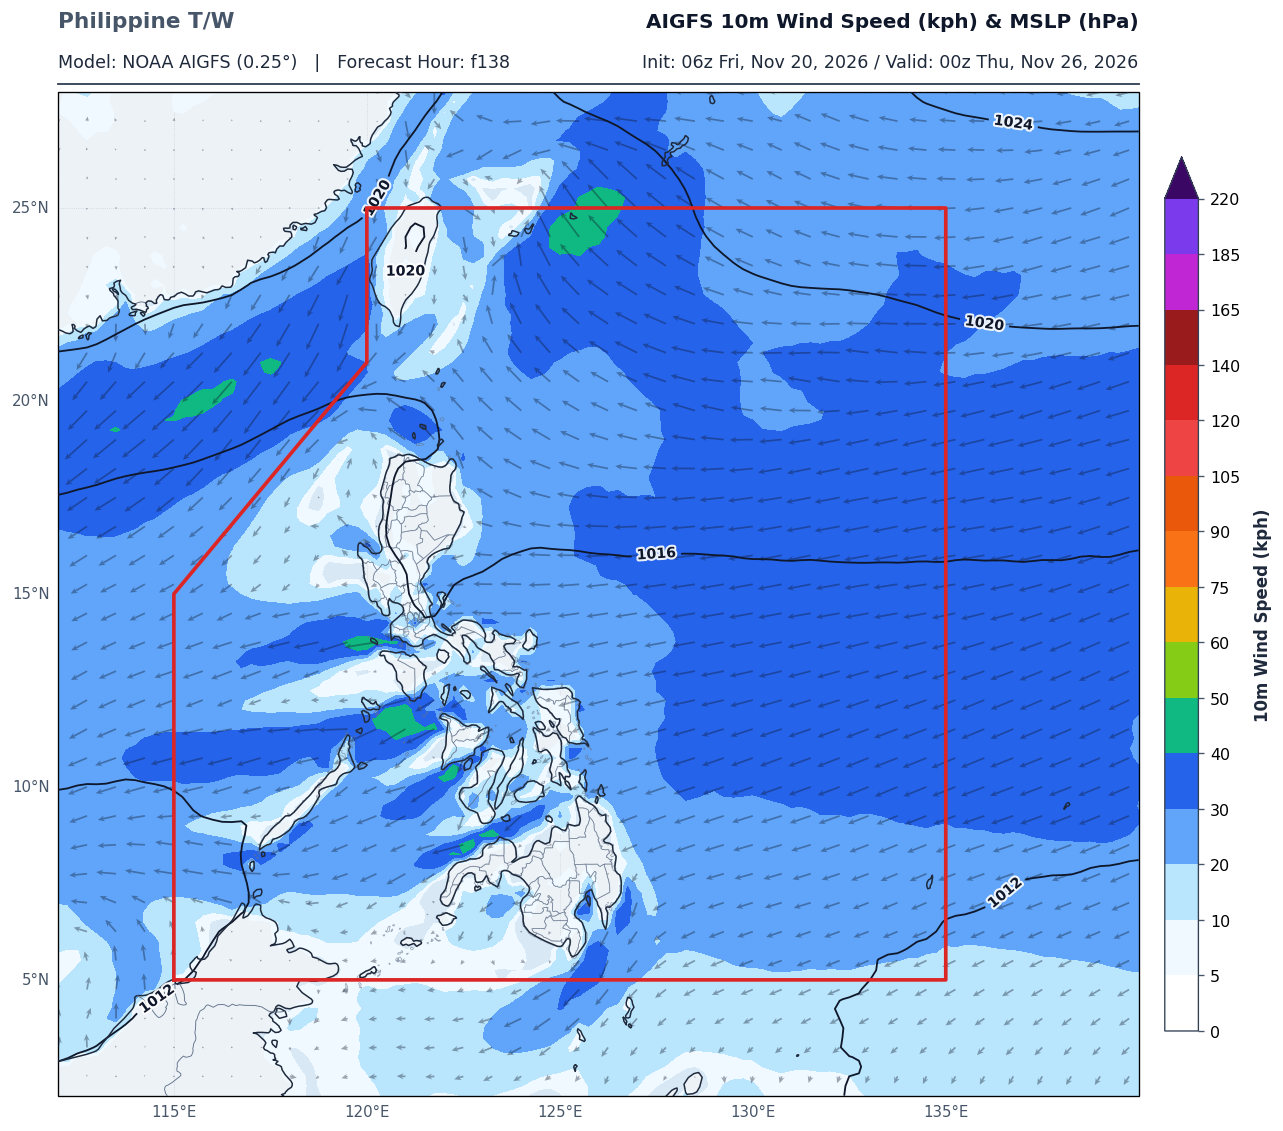 Philippine T/W
AIGFS 10m Wind Speed (kph) & MSLP (hPa)
Model: NOAA AIGFS (0.25°) | Forecast Hour: f138
Init: 06z Fri, Nov 20, 2026 / Valid: 00z Thu, Nov 26, 2026
1024
1020
25°N
1020
1020
20°N
1016
15°N
10°N
1012
5°N
1012
115°E
120°E
125°E
130°E
135°E
220
185
165
140
120
105
90
75
60
50
40
30
20
10
5
0
10m Wind Speed (kph)